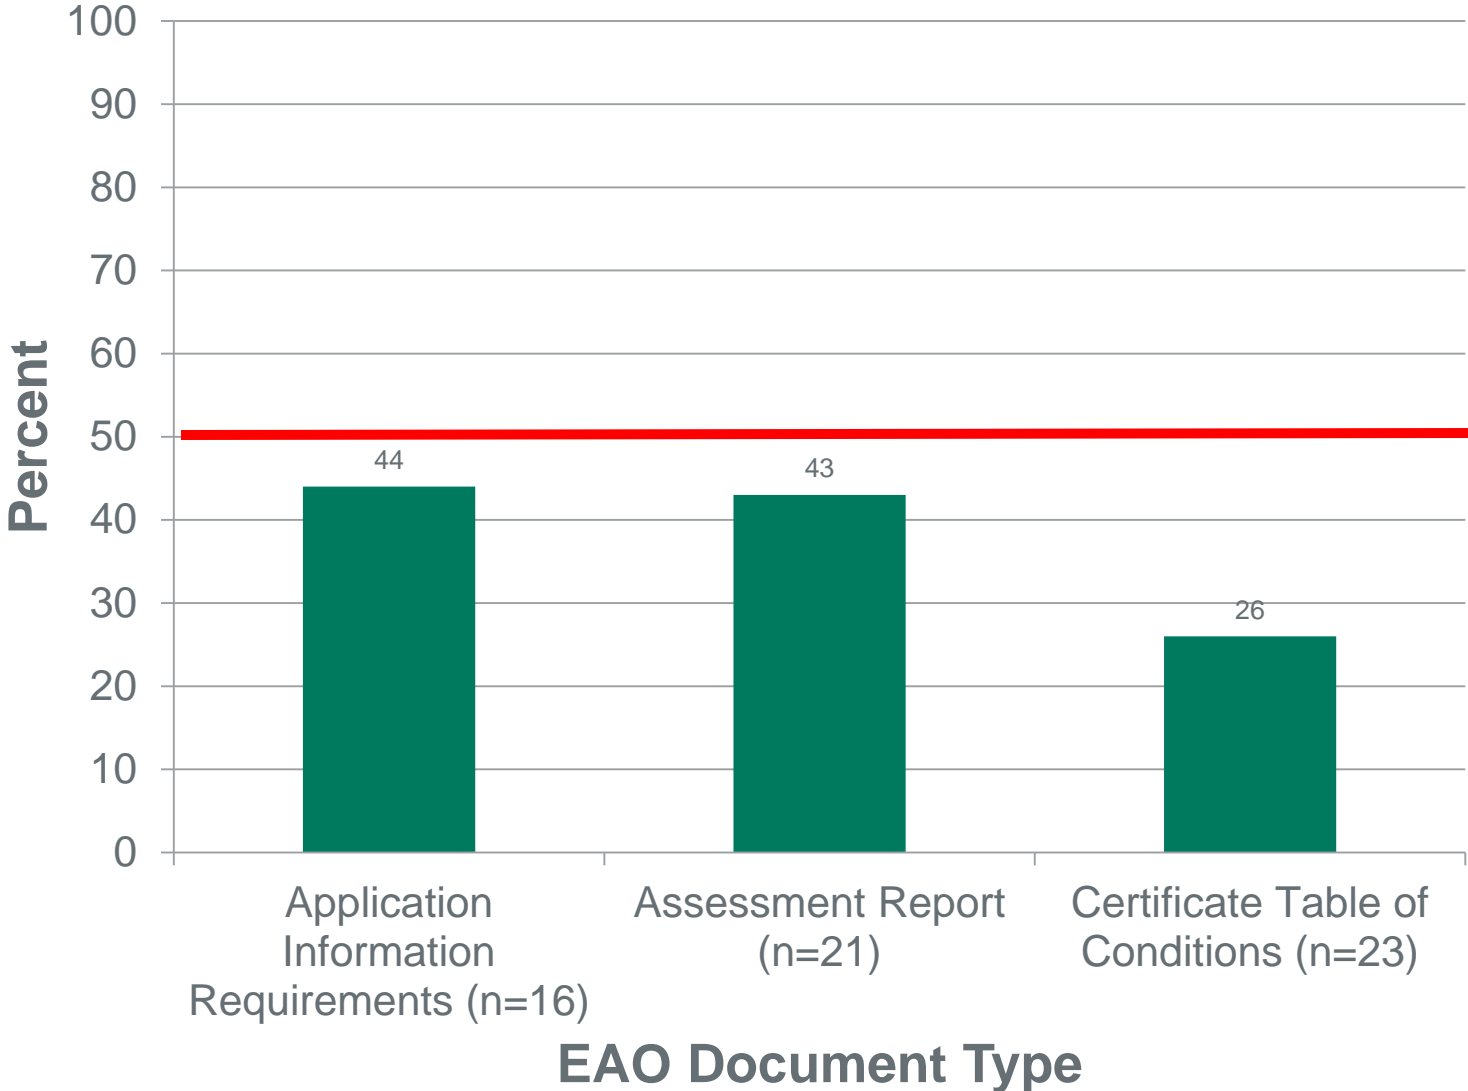 100
90
80
70
60
50
40
30
20
10
0
Percent
44
43
26
Application
Information
Requirements (n=16)
Assessment Report
(n=21)
Certificate Table of
Conditions (n=23)
EAO Document Type